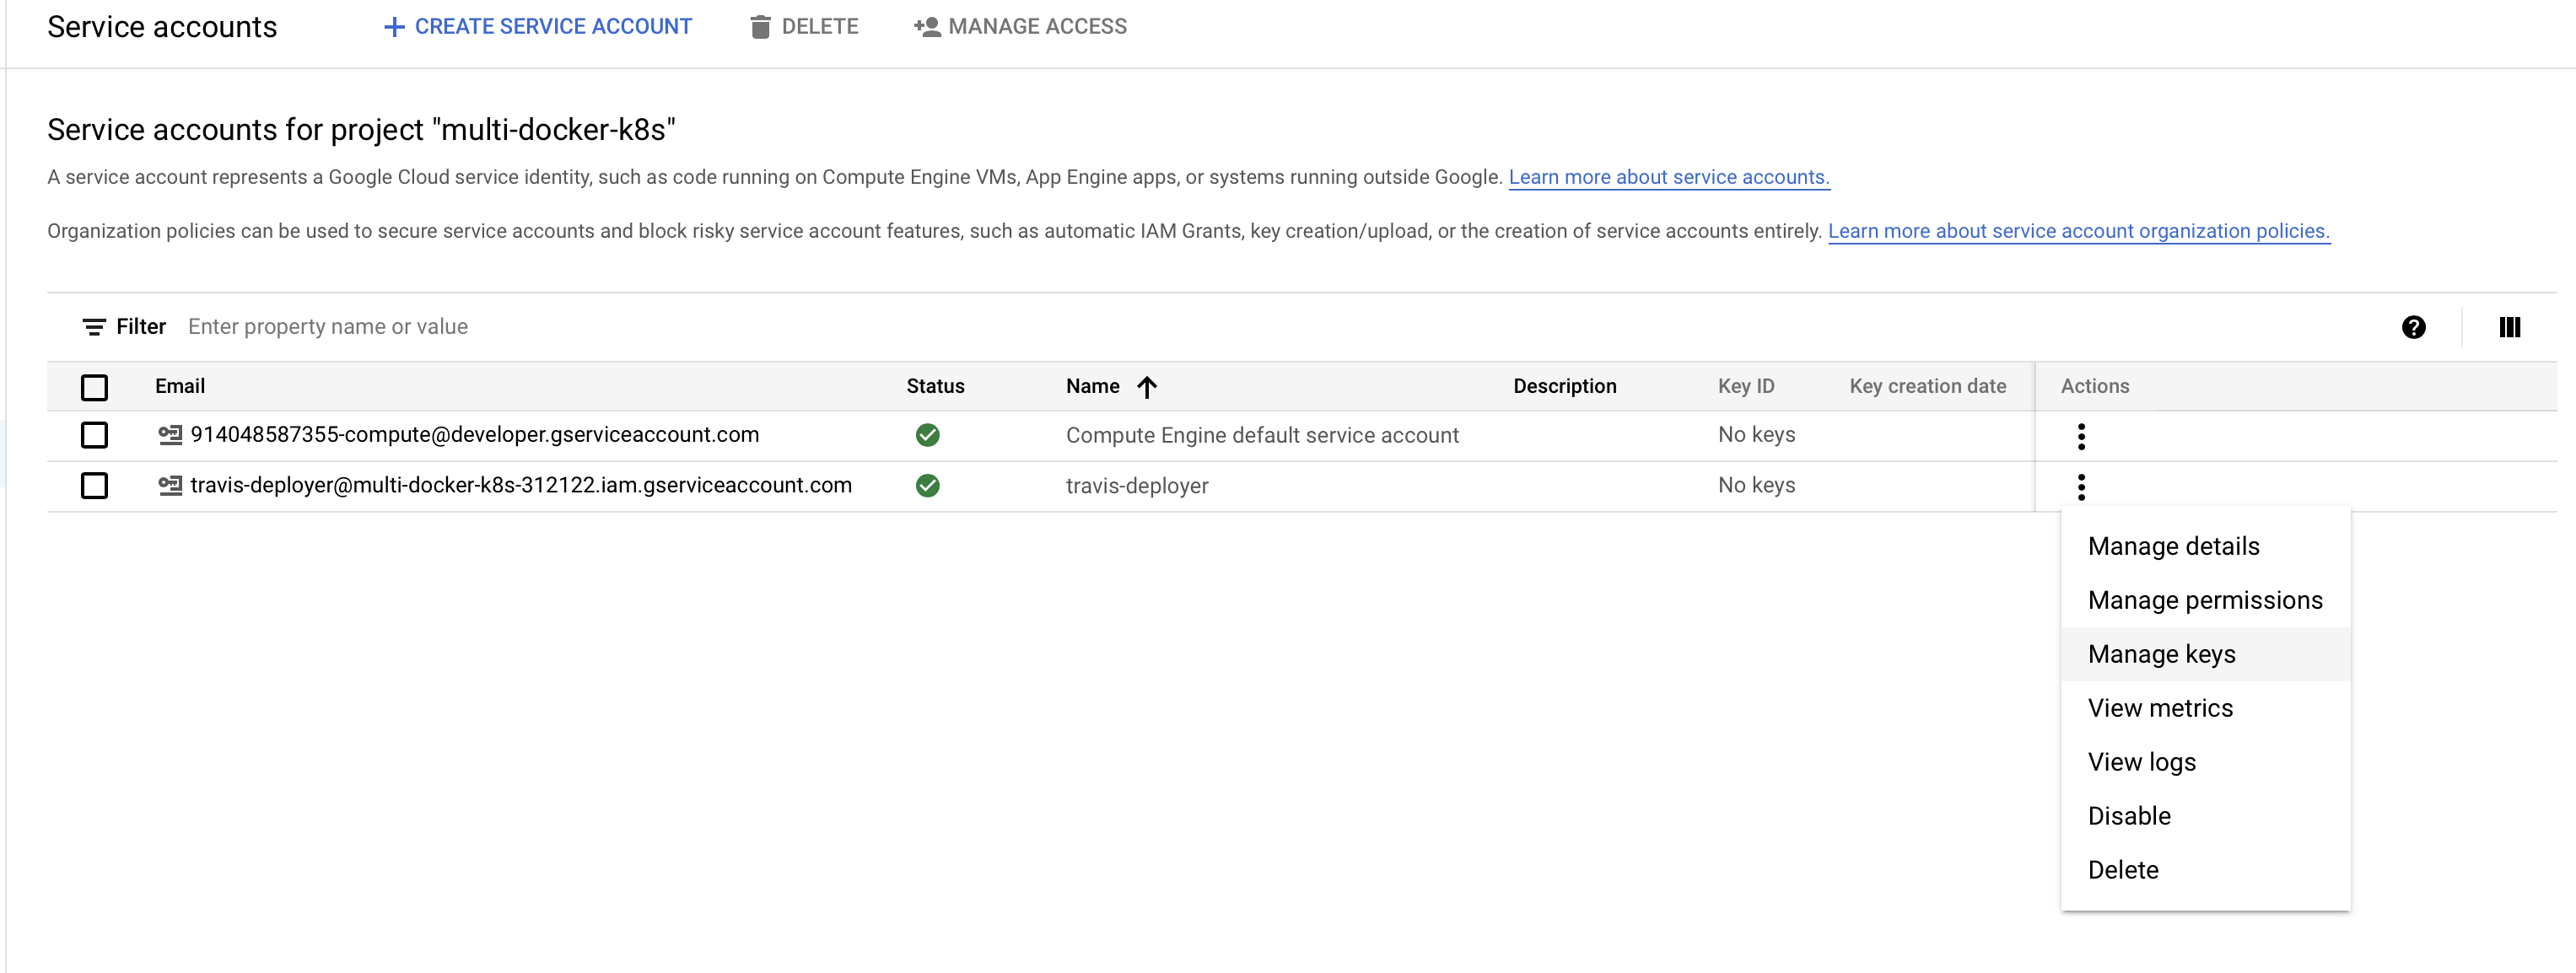 Service accounts
CREATE SERVICE ACCOUNT
DELETE
MANAGE ACCESS
Service accounts for project "multi-docker-k8s"
A service account represents a Google Cloud service identity, such as code running on Compute Engine VMs, App Engine apps, or systems running outside Google. Learn more about service accounts.
Organization policies can be used to secure service accounts and block risky service account features, such as automatic IAM Grants, key creation/upload, or the creation of service accounts entirely. Learn more about service account organization policies.
Filter Enter property name or value
Email Status Name Description Key ID Key creation date Actions
914048587355-compute@developer.gserviceaccount.com Compute Engine default service account No keys
travis-deployer@multi-docker-k8s-312122.iam.gserviceaccount.com travis-deployer No keys
Manage details
Manage permissions
Manage keys
View metrics
View logs
Disable
Delete